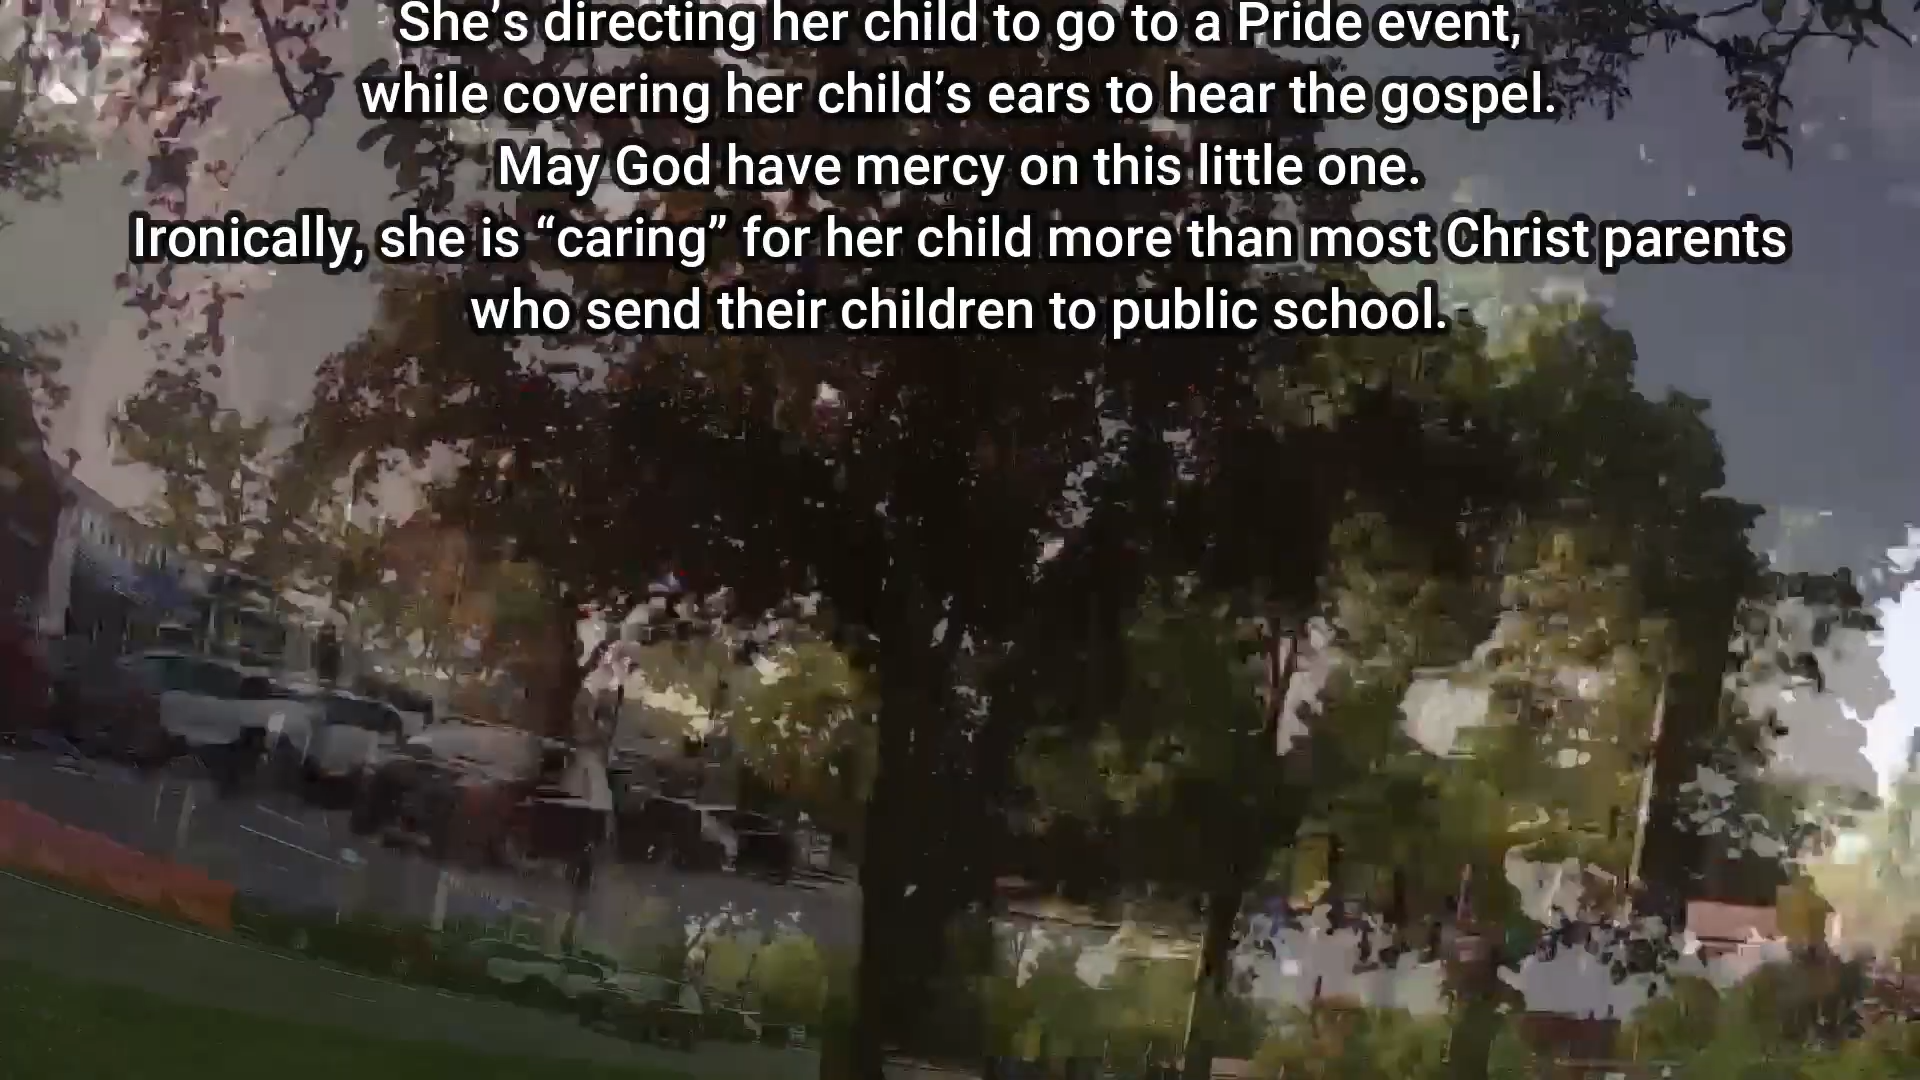 She’s directing her child to go to a Pride event,
while covering her child’s ears to hear the gospel.
May God have mercy on this little one.
Ironically, she is “caring” for her child more than most Christ parents
who send their children to public school.